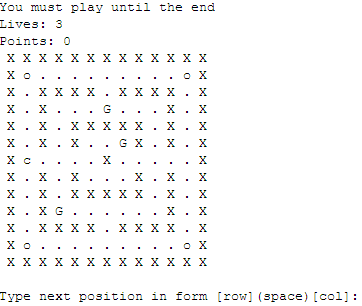 You must play until the end
Lives: 3
Points: 0
X X X X X X X X X X X X X
X o . . . . . . . . . o X
X . X X X X . X X X X . X
X . X . . . G . . . X . X
X . X . X X X X X . X . X
X . X . X . . G X . X . X
X c . . . . X . . . . . X
X . X . X . . . X . X . X
X . X . X X X X X . X . X
X . X G . . . . . . X . X
X . X X X X . X X X X . X
X o . . . . . . . . . o X
X X X X X X X X X X X X X
Type next position in form [row](space)[col]: